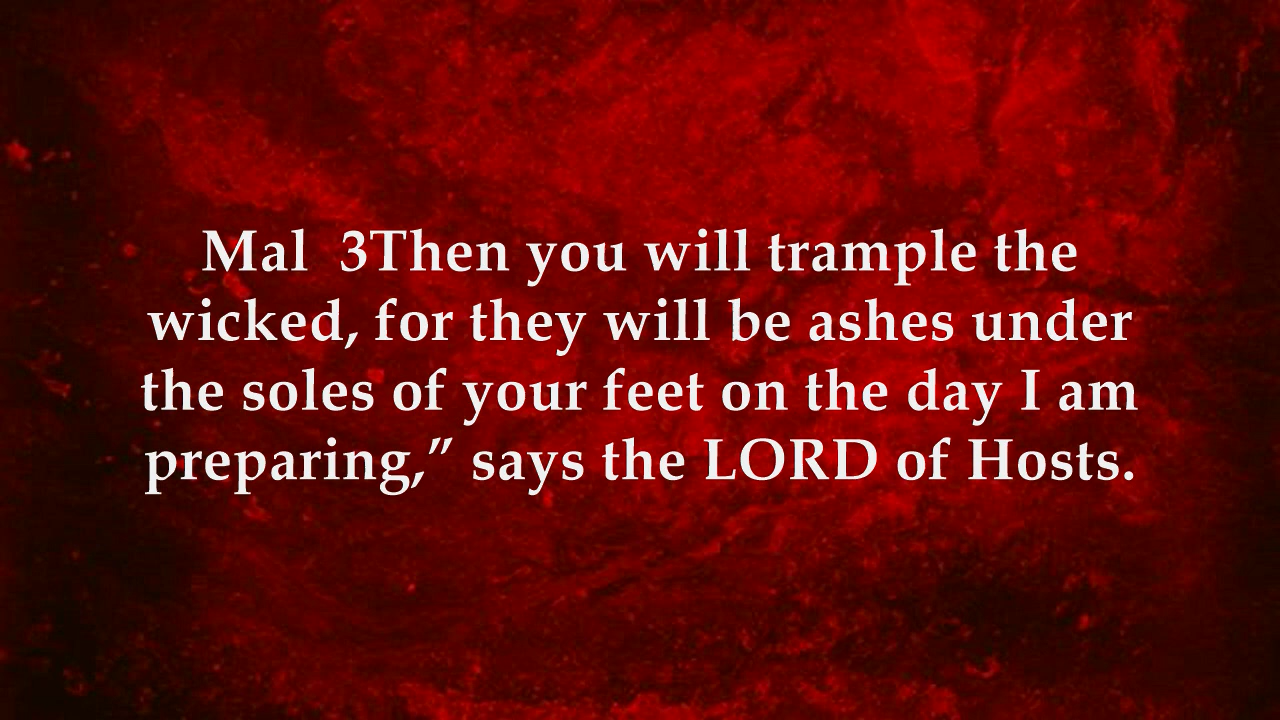 Mal  3Then you will trample the
wicked, for they will be ashes under
the soles of your feet on the day I am
preparing,” says the LORD of Hosts.